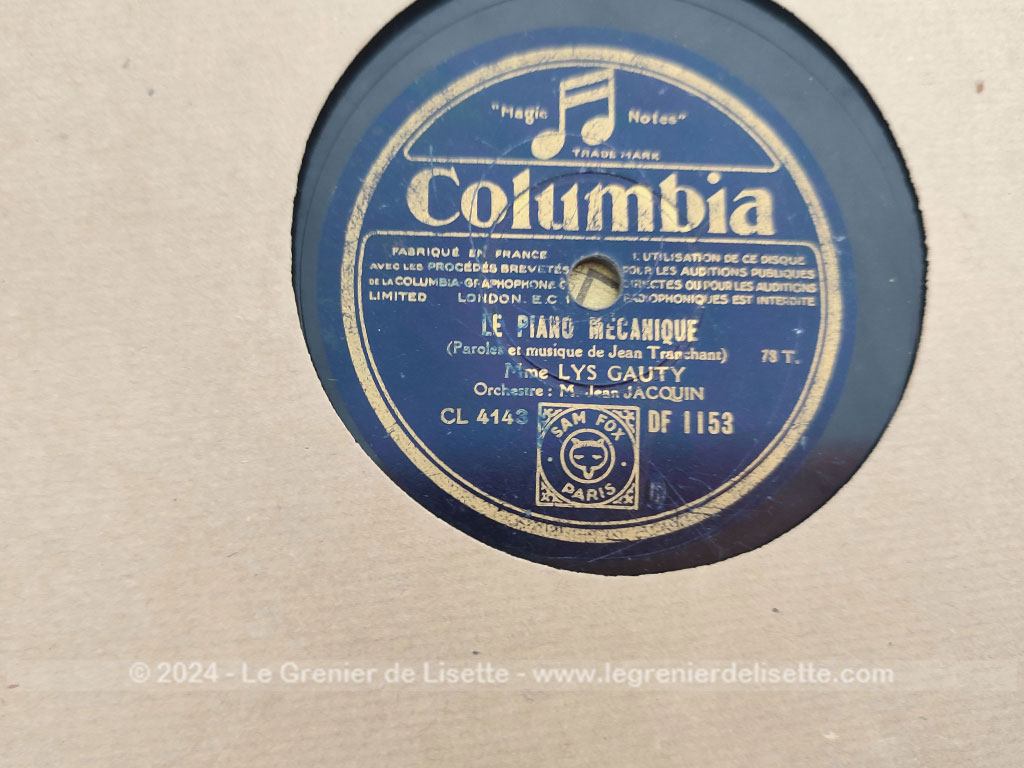 "Magic Notes"
TRADE MARK
Columbia
FABRIQUÉ EN FRANCE
AVEC LES PROCÉDÉS BREVETÉS
DE LA COLUMBIA-GRAPHOPHONE C
LIMITED LONDON. E.C 1
L'UTILISATION DE CE DISQUE
POUR LES AUDITIONS PUBLIQUES
DIRECTES OU POUR LES AUDITIONS
RADIOPHONIQUES EST INTERDITE
LE PIANO MÉCANIQUE
(Paroles et musique de Jean Tranchant) 78 T.
Mme LYS GAUTY
Orchestre : M. Jean JACQUIN
CL 4143 DF 1153
SAM FOX
PARIS
© 2024 - Le Grenier de Lisette - www.legrenierdelisette.com